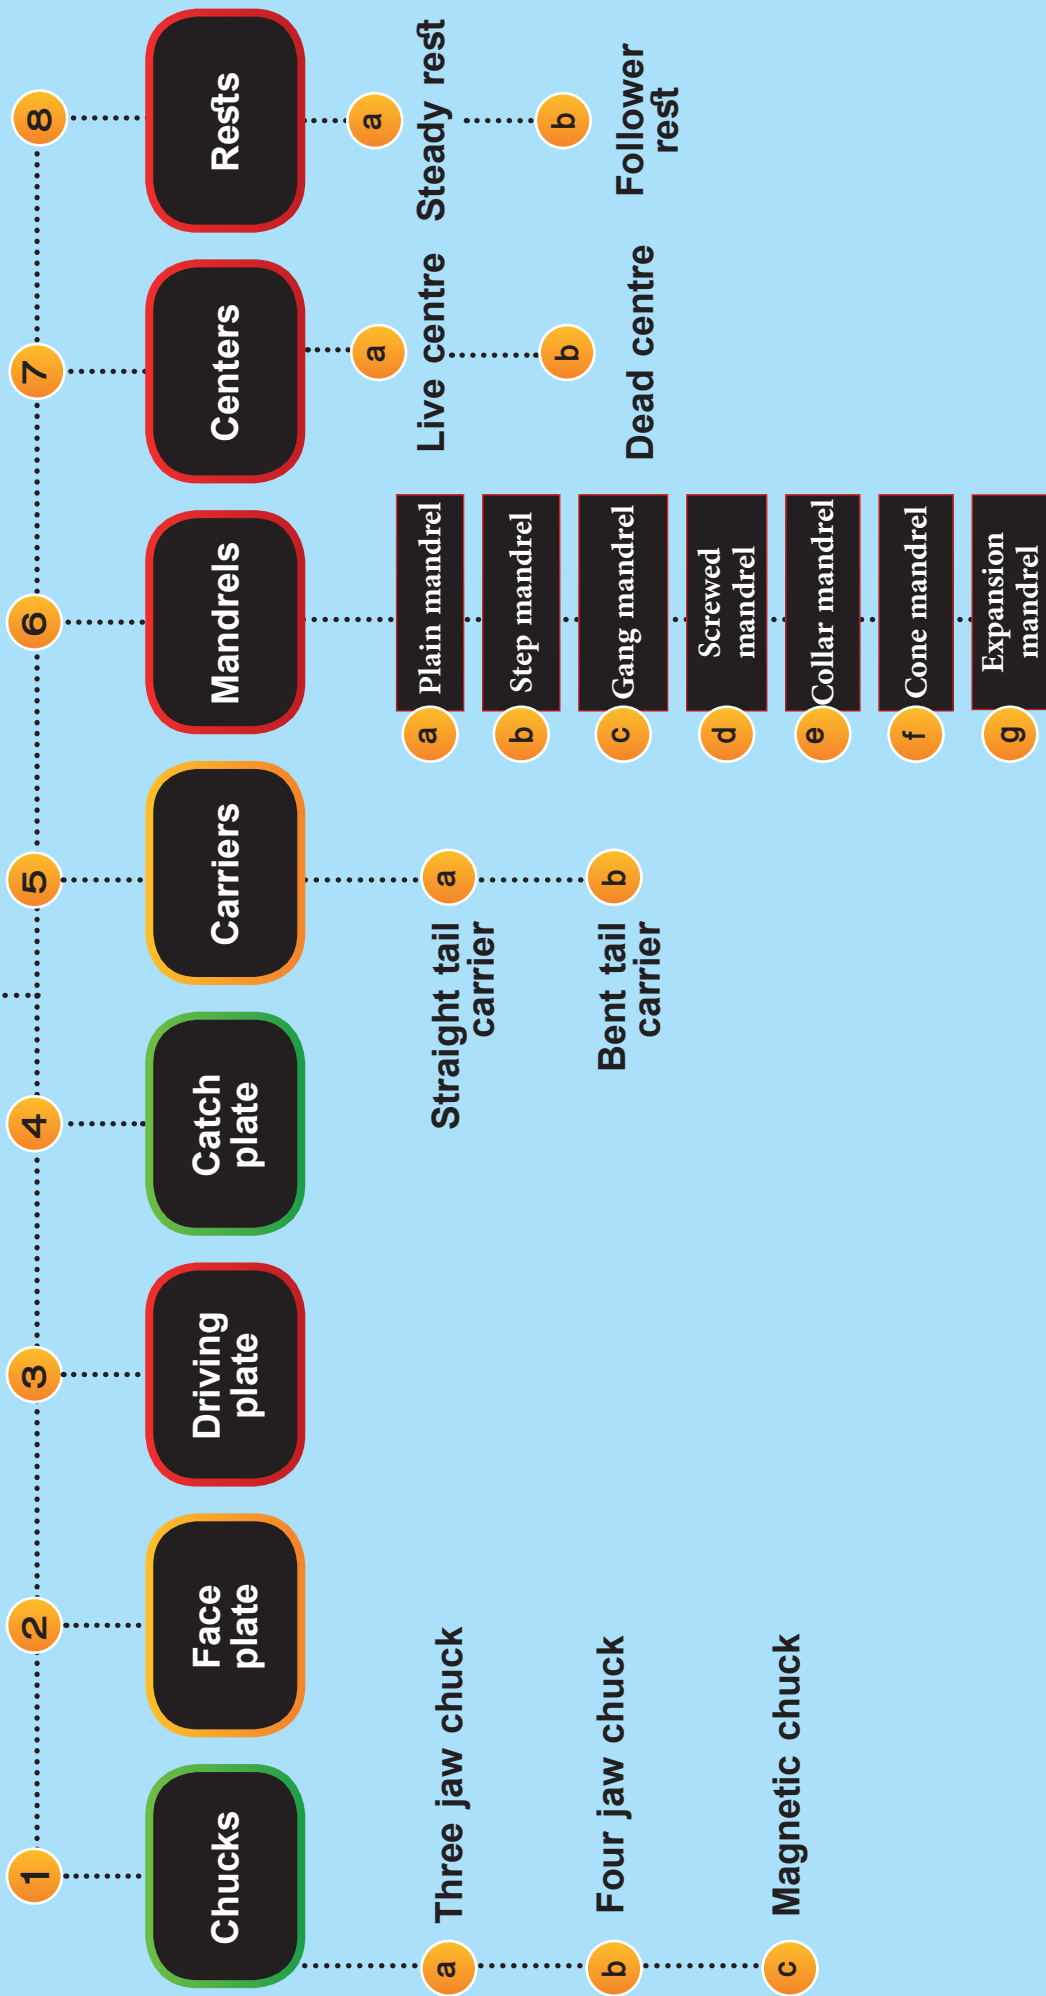 1
Chucks
a
Three jaw chuck
b
Four jaw chuck
c
Magnetic chuck
2
Face
plate
3
Driving
plate
4
Catch
plate
5
Carriers
a
Straight tail
carrier
b
Bent tail
carrier
6
Mandrels
a
Plain mandrel
b
Step mandrel
c
Gang mandrel
d
Screwed
mandrel
e
Collar mandrel
f
Cone mandrel
g
Expansion
mandrel
7
Centers
a
Live centre
b
Dead centre
8
Rests
a
Steady rest
b
Follower
rest